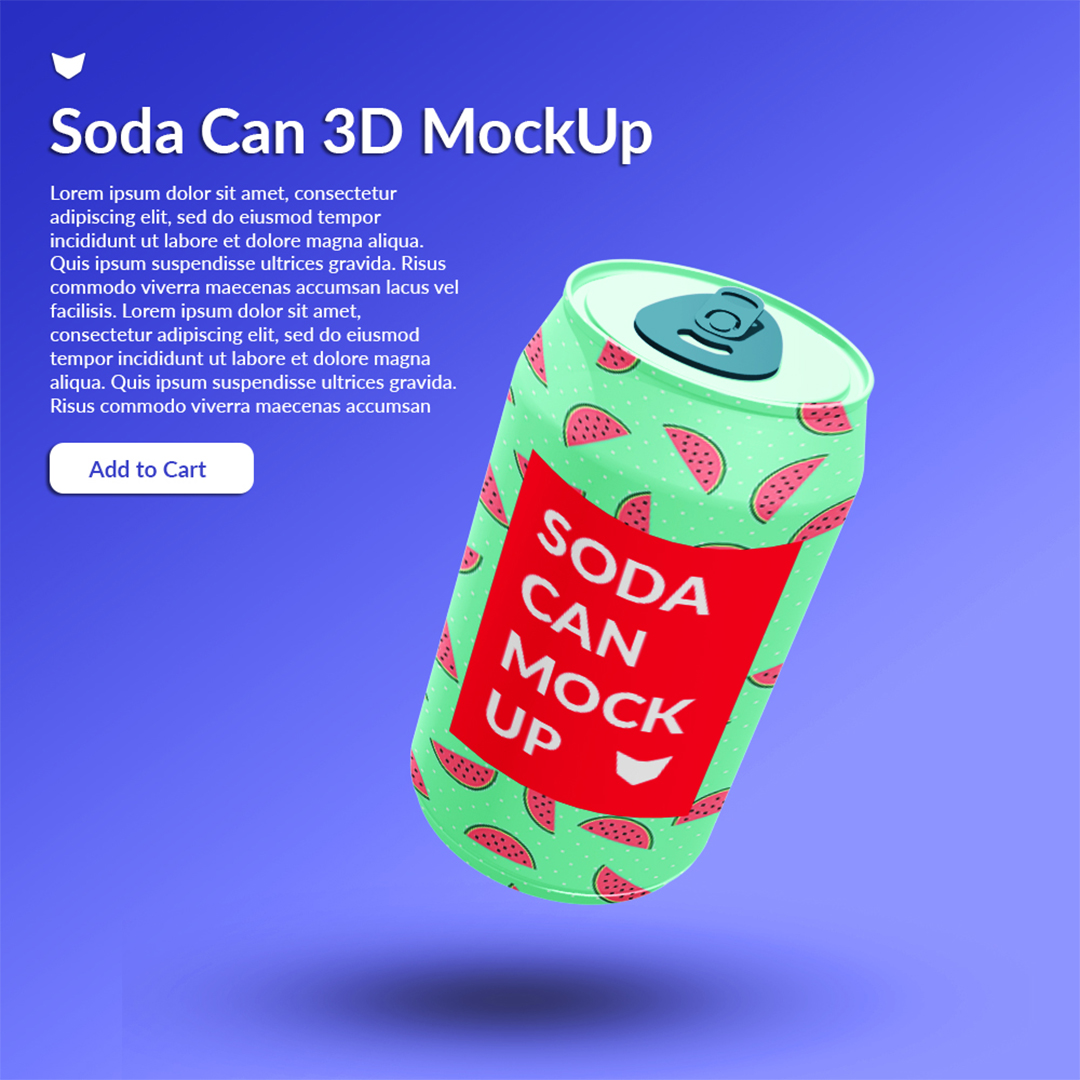 Soda Can 3D MockUp
Lorem ipsum dolor sit amet, consectetur
adipiscing elit, sed do eiusmod tempor
incididunt ut labore et dolore magna aliqua.
Quis ipsum suspendisse ultrices gravida. Risus
commodo viverra maecenas accumsan lacus vel
facilisis. Lorem ipsum dolor sit amet,
consectetur adipiscing elit, sed do eiusmod
tempor incididunt ut labore et dolore magna
aliqua. Quis ipsum suspendisse ultrices gravida.
Risus commodo viverra maecenas accumsan
Add to Cart
SODA
CAN
MOCK
UP